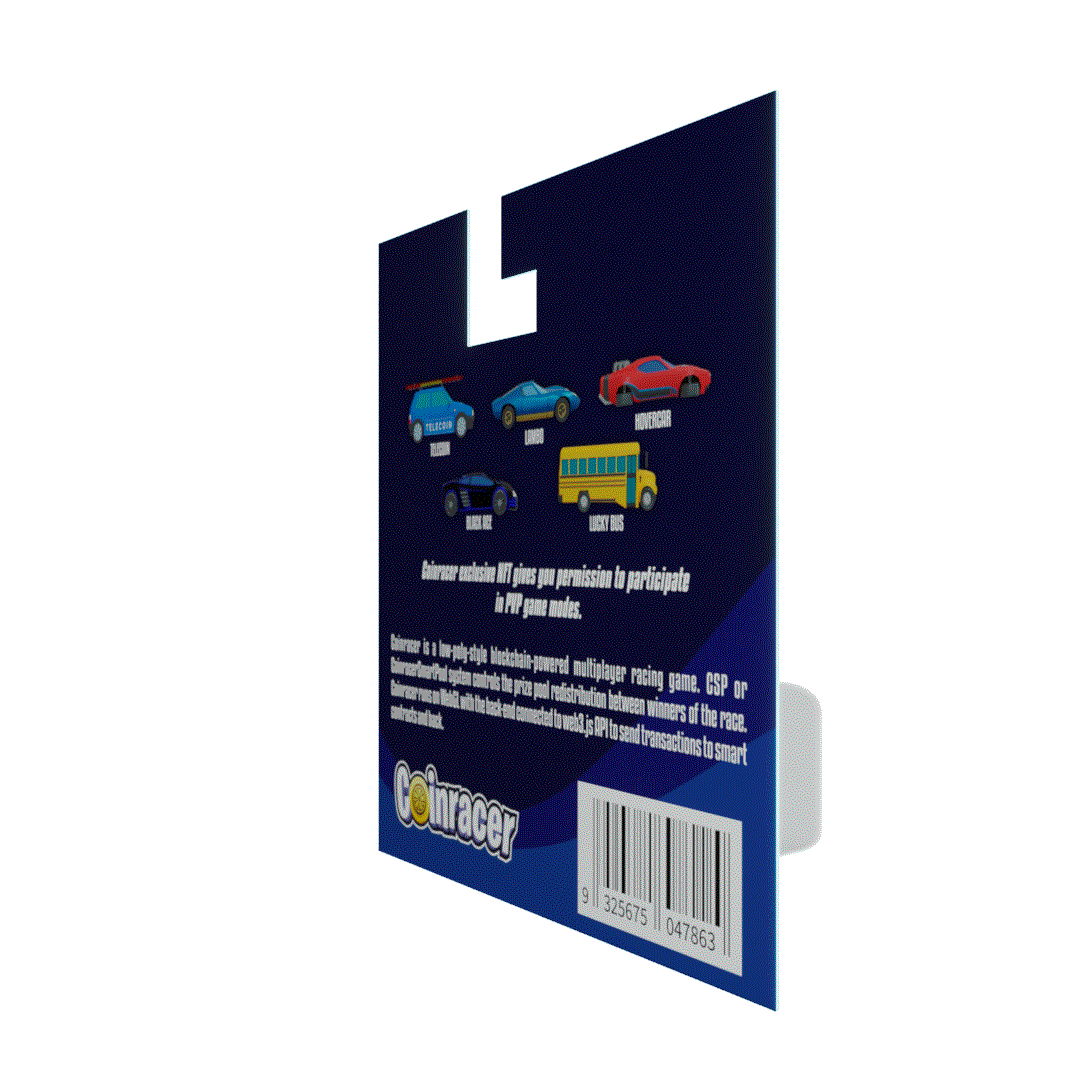 TELECOIN
TELECOIN
LAMBO
HOVERCAR
BLACK BEE
LUCKY BUS
Coinracer exclusive NFT gives you permission to participate
in PVP game modes.
Coinracer is a low-poly-style blockchain-powered multiplayer racing game. CSP or
CoinracerSmartPool system controls the prize pool redistribution between winners of the race.
Coinracer runs on WebGL with the back-end connected to web3.js API to send transactions to smart
contracts and back.
Coinracer
9 325675 047863